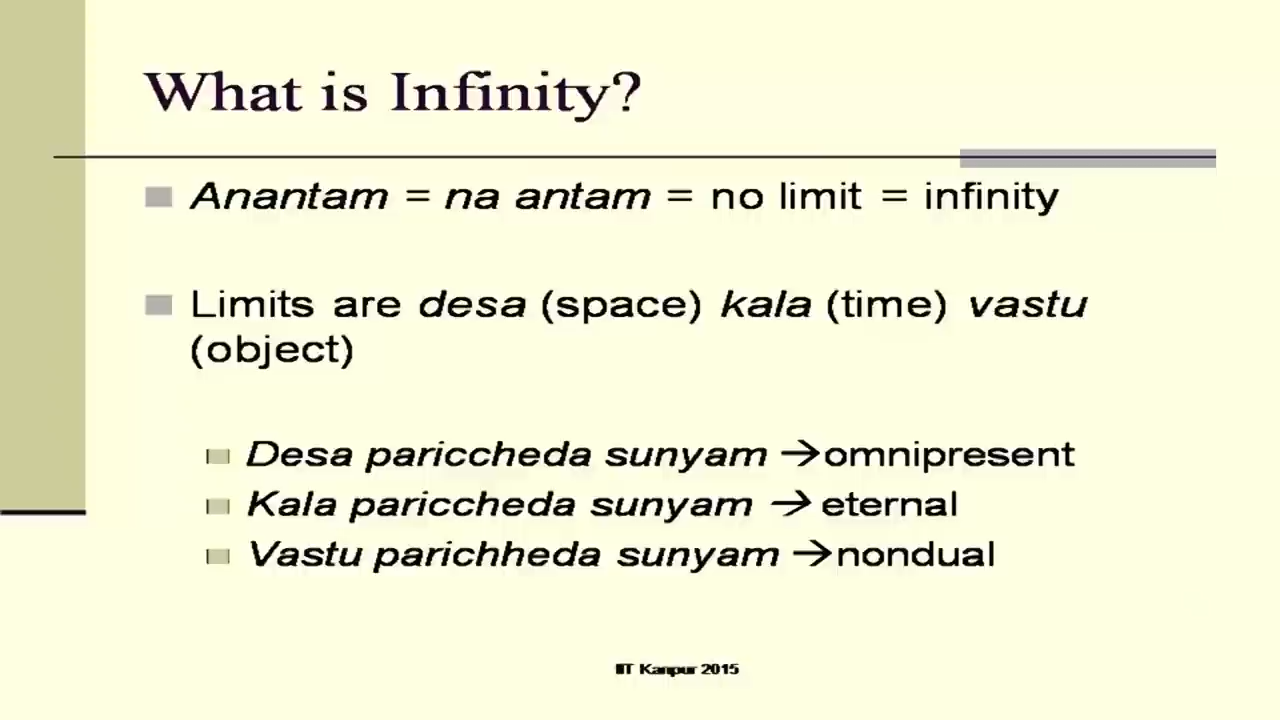 What is Infinity?
Anantam = na antam = no limit = infinity
Limits are desa (space) kala (time) vastu
(object)
Desa pariccheda sunyam →omnipresent
Kala pariccheda sunyam → eternal
Vastu parichheda sunyam →nondual
IIT Kanpur 2015